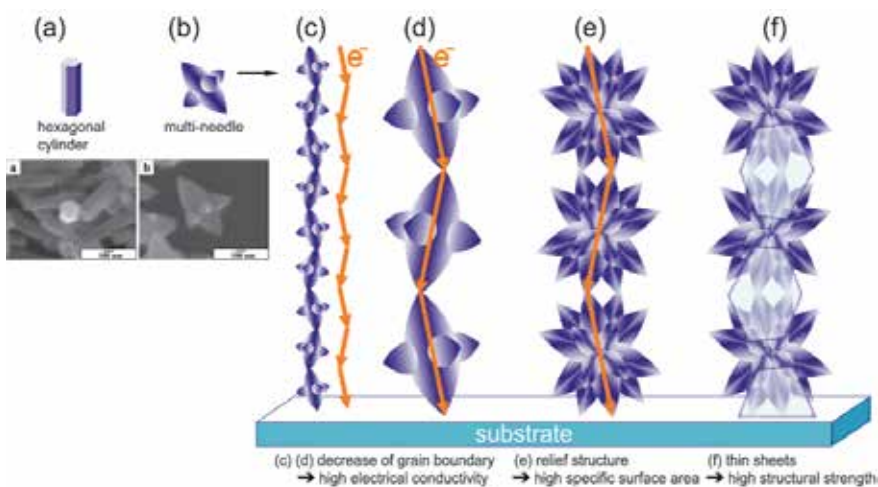 (a)
(b)
(c)
(d)
(e)
(f)
hexagonal
cylinder
multi-needle
a
b
e⁻
e⁻
substrate
(c) (d) decrease of grain boundary
➔ high electrical conductivity
(e) relief structure
➔ high specific surface area
(f) thin sheets
➔ high structural strength